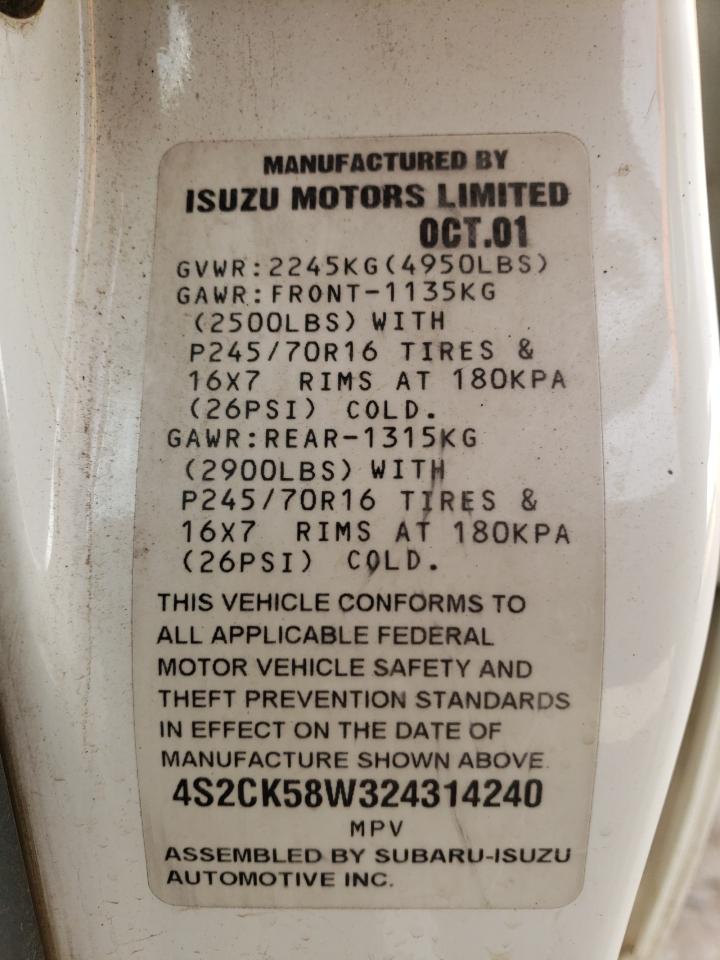 MANUFACTURED BY
ISUZU MOTORS LIMITED
OCT.01
GVWR:2245KG(4950LBS)
GAWR:FRONT-1135KG
(2500LBS) WITH
P245/70R16 TIRES &
16X7 RIMS AT 180KPA
(26PSI) COLD.
GAWR:REAR-1315KG
(2900LBS) WITH
P245/70R16 TIRES &
16X7 RIMS AT 180KPA
(26PSI) COLD.
THIS VEHICLE CONFORMS TO
ALL APPLICABLE FEDERAL
MOTOR VEHICLE SAFETY AND
THEFT PREVENTION STANDARDS
IN EFFECT ON THE DATE OF
MANUFACTURE SHOWN ABOVE.
4S2CK58W324314240
MPV
ASSEMBLED BY SUBARU-ISUZU
AUTOMOTIVE INC.